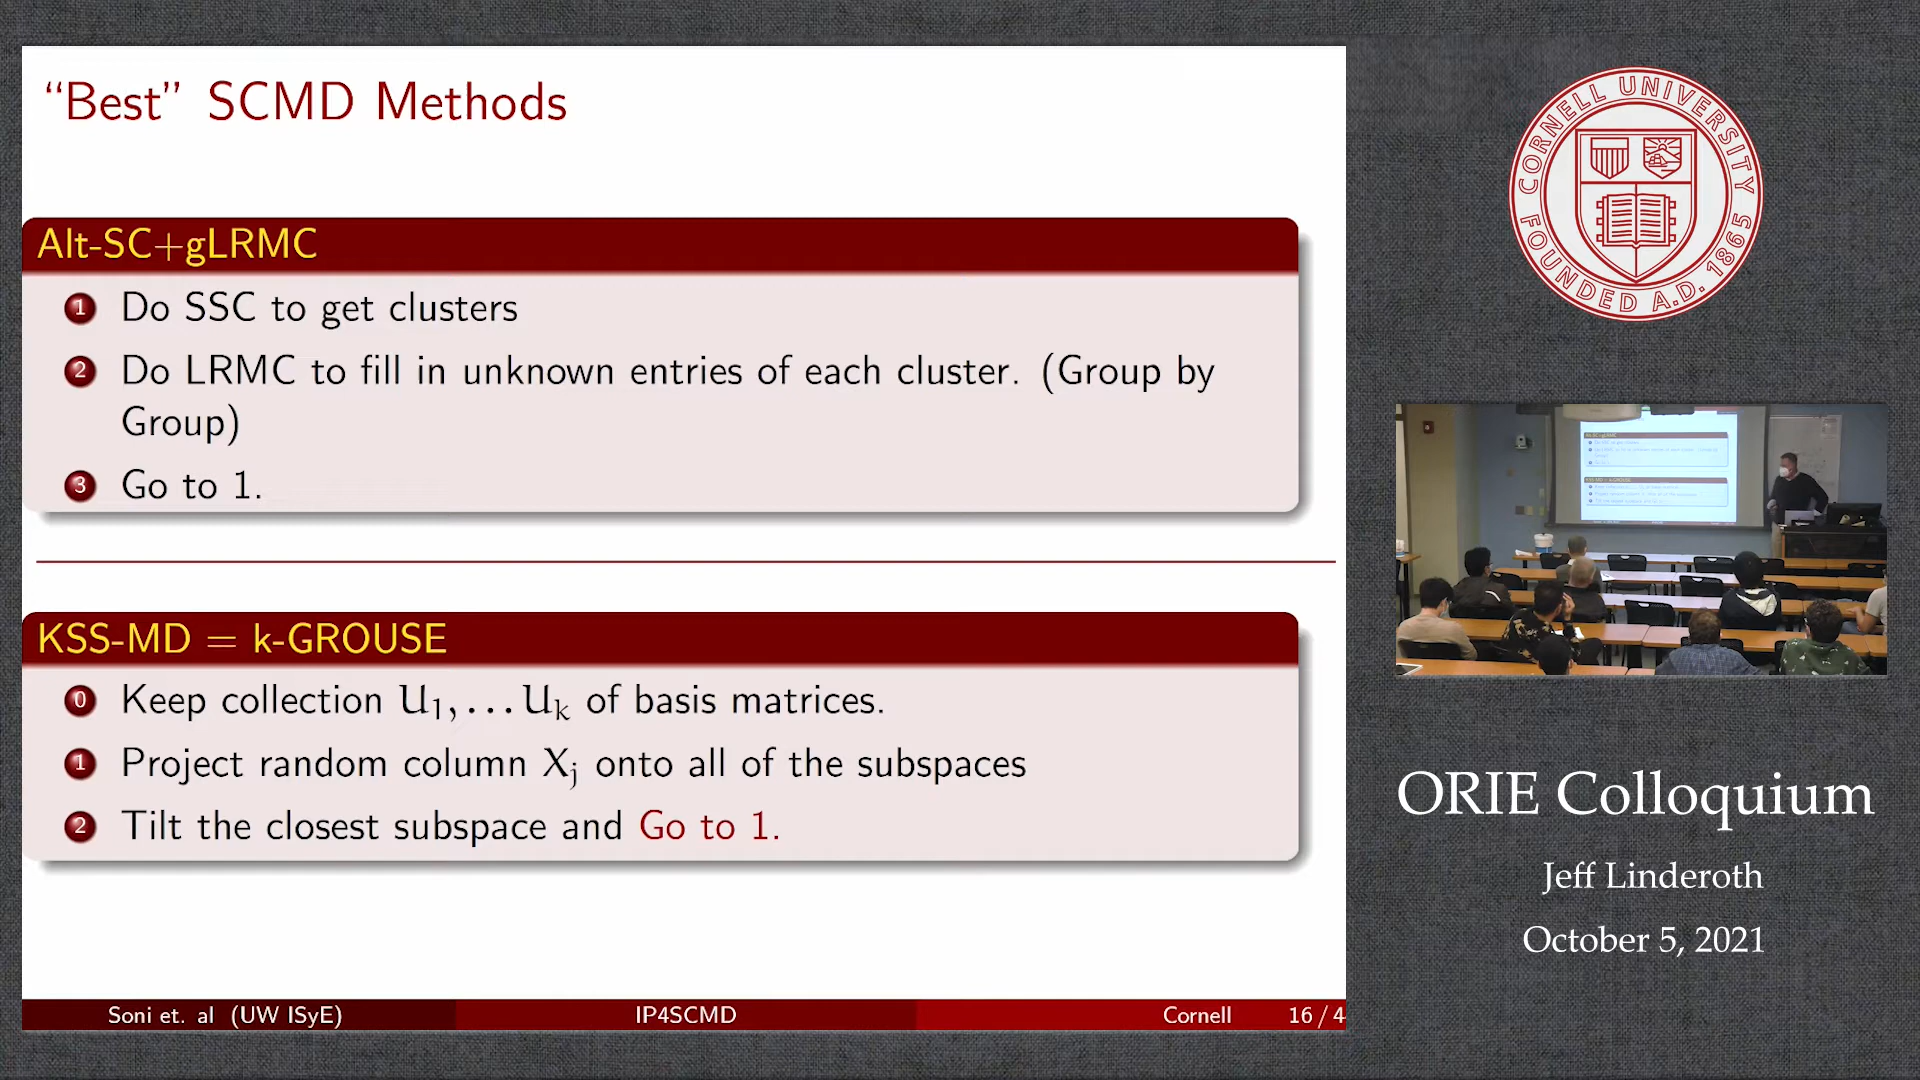 “Best” SCMD Methods
Alt-SC+gLRMC
1 Do SSC to get clusters
2 Do LRMC to fill in unknown entries of each cluster. (Group by
Group)
3 Go to 1.
KSS-MD = k-GROUSE
0 Keep collection U₁, . . . Uₖ of basis matrices.
1 Project random column Xⱼ onto all of the subspaces
2 Tilt the closest subspace and Go to 1.
Soni et. al (UW ISyE) IP4SCMD Cornell 16 / 4
CORNELL UNIVERSITY
FOUNDED A.D. 1865
ORIE Colloquium
Jeff Linderoth
October 5, 2021